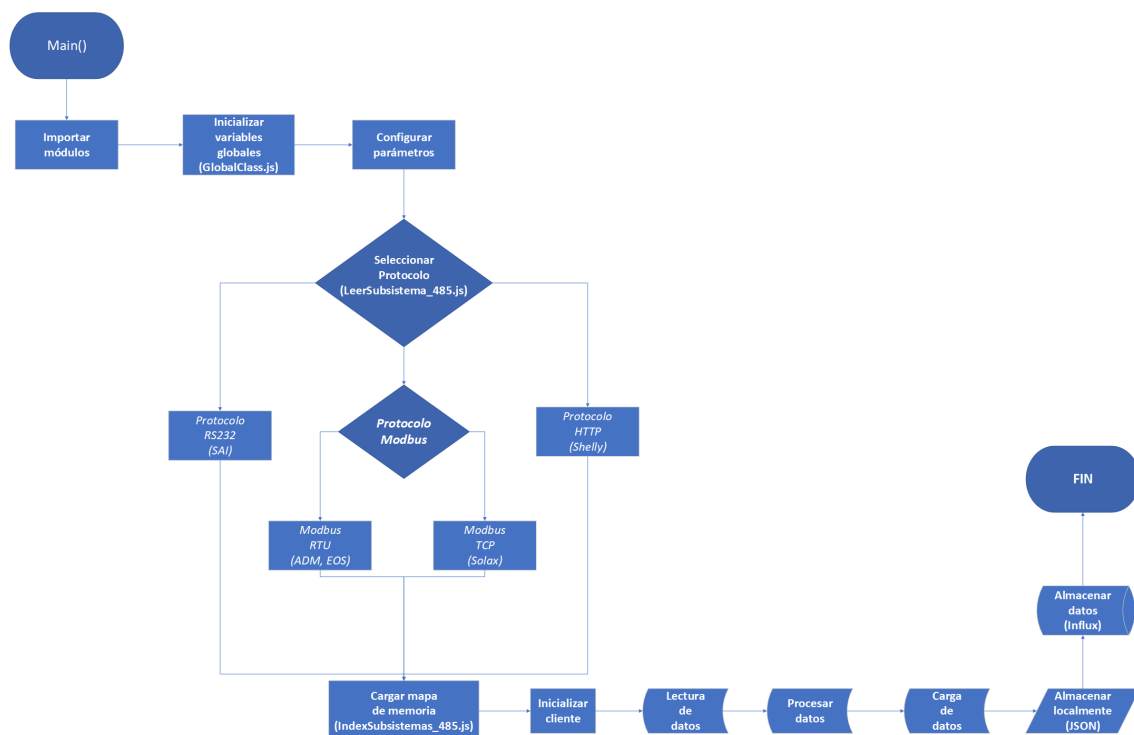 Main()
Importar
módulos
Inicializar
variables
globales
(GlobalClass.js)
Configurar
parámetros
Seleccionar
Protocolo
(LeerSubsistema_485.js)
Protocolo
RS232
(SAI)
Protocolo
Modbus
Protocolo
HTTP
(Shelly)
Modbus
RTU
(ADM, EOS)
Modbus
TCP
(Solax)
Cargar mapa
de memoria
(IndexSubsistemas_485.js)
Inicializar
cliente
Lectura
de
datos
Procesar
datos
Carga
de
datos
Almacenar
localmente
(JSON)
Almacenar
datos
(Influx)
FIN